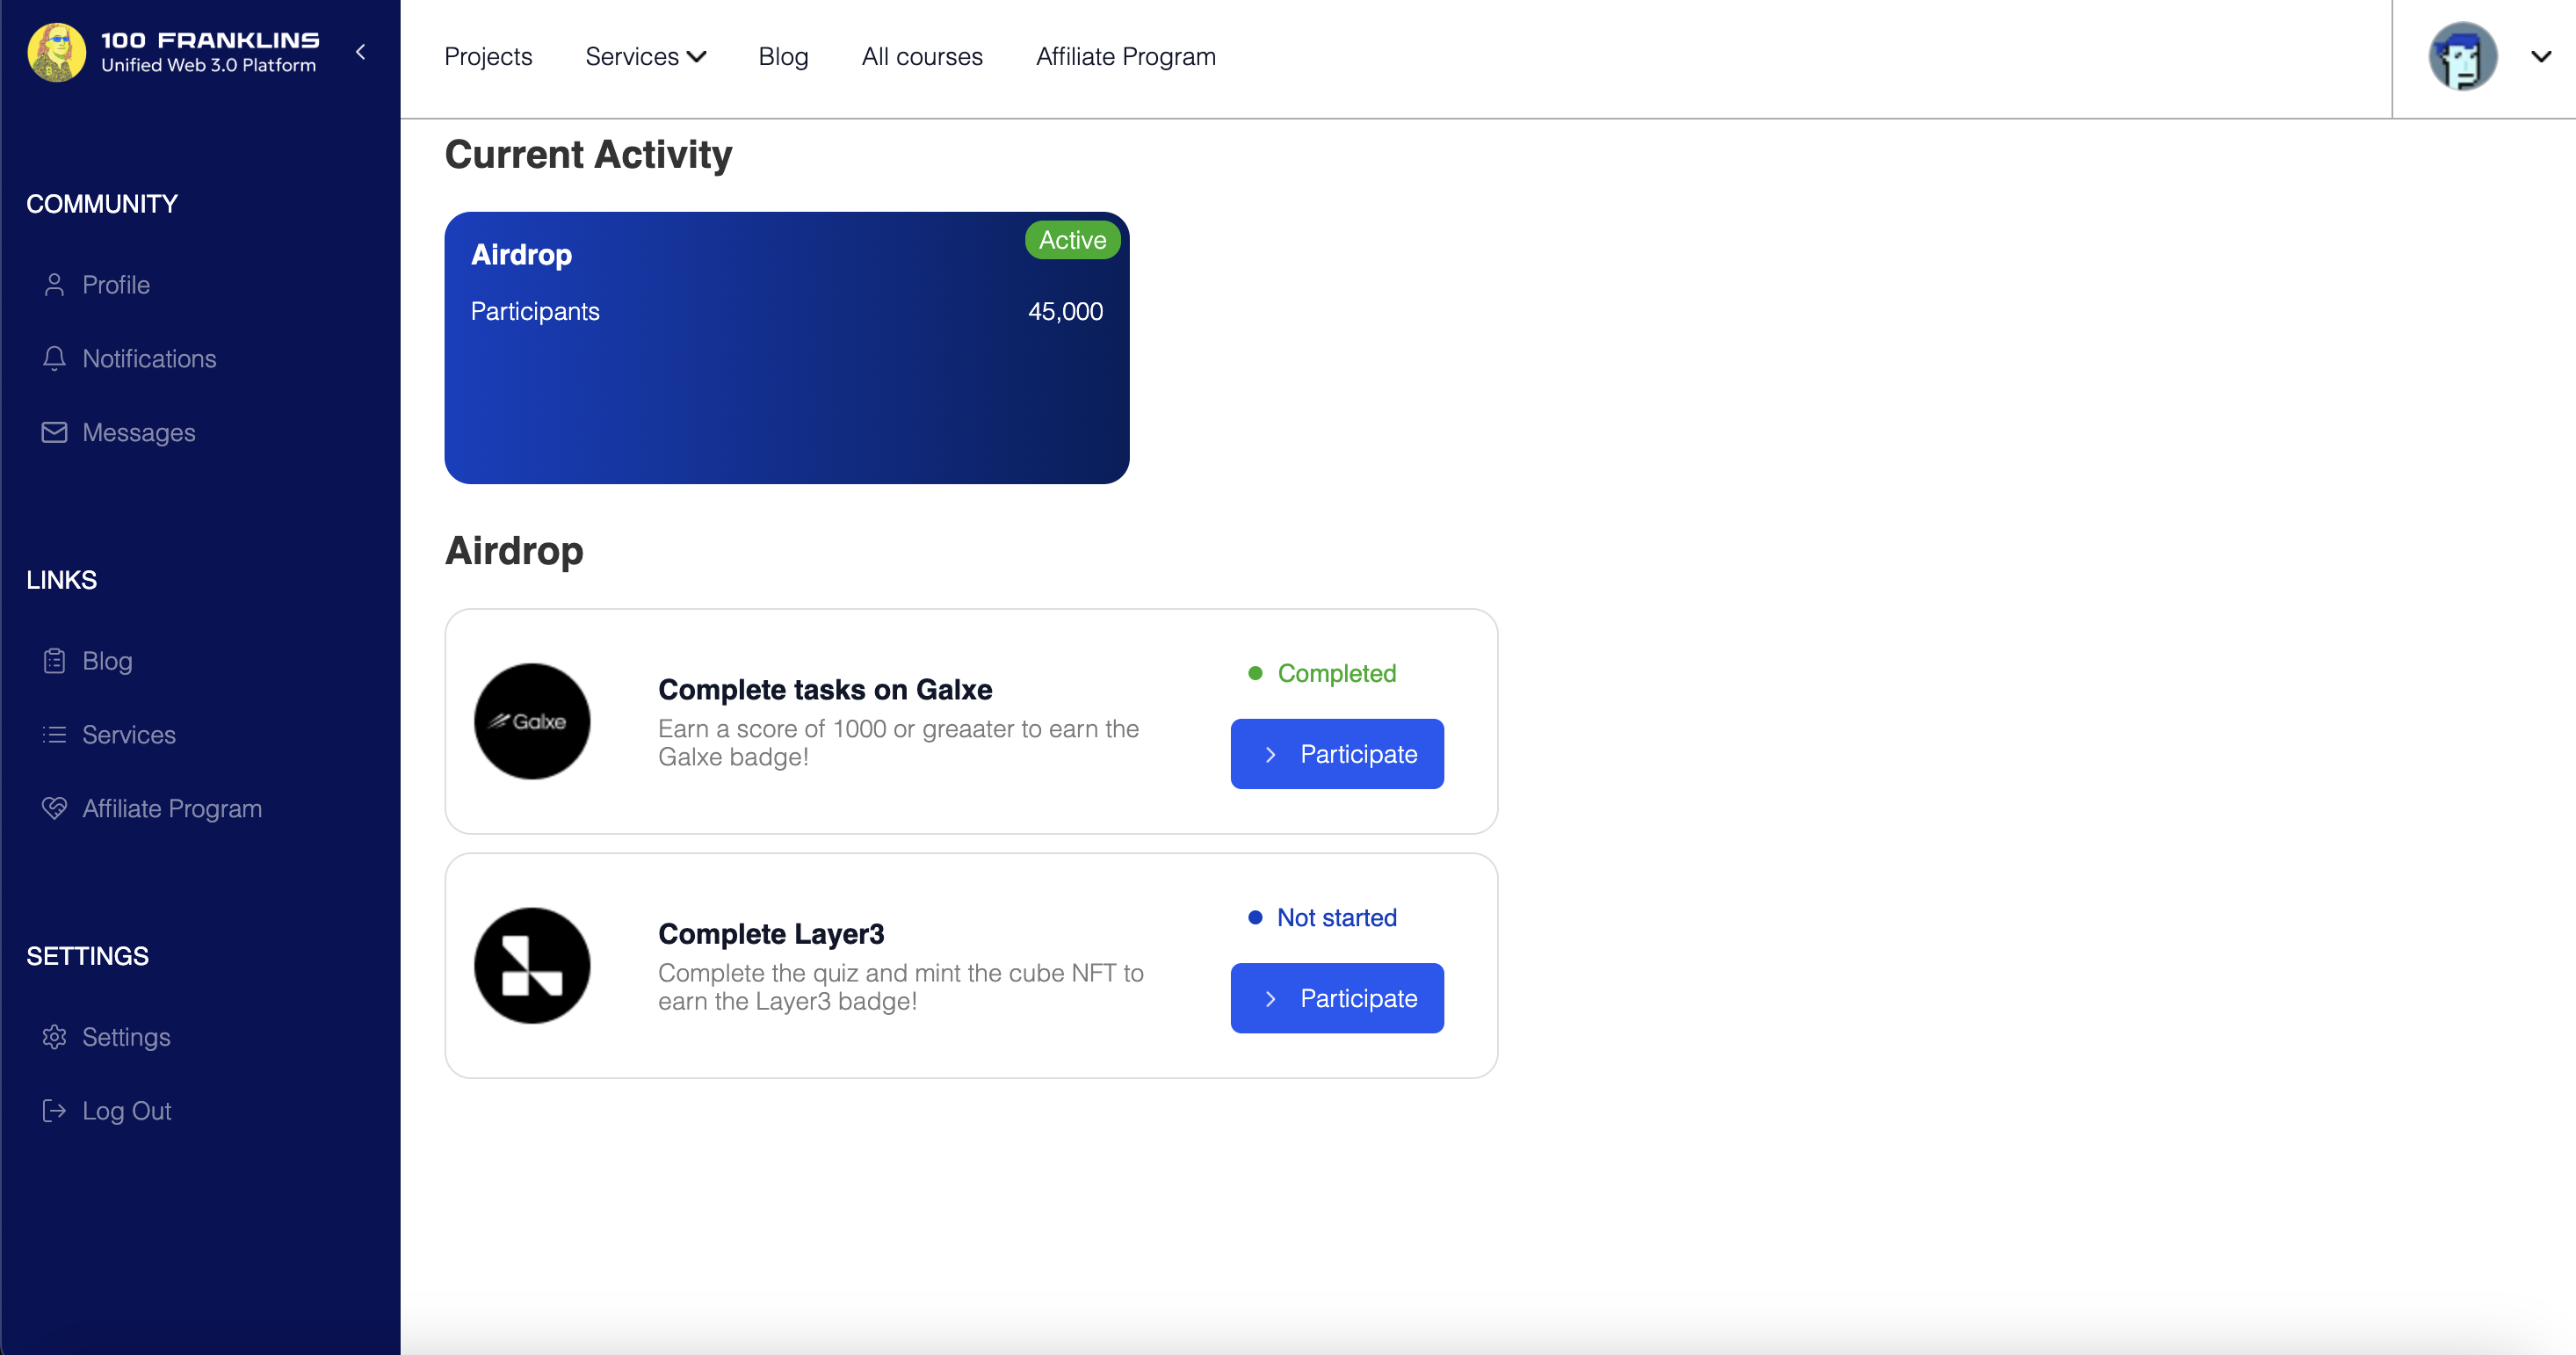 100 FRANKLINS
Unified Web 3.0 Platform
Projects Services Blog All courses Affiliate Program
COMMUNITY
Profile
Notifications
Messages
LINKS
Blog
Services
Affiliate Program
SETTINGS
Settings
Log Out
Current Activity
Airdrop Active
Participants 45,000
Airdrop
Galxe
Complete tasks on Galxe
Earn a score of 1000 or greaater to earn the
Galxe badge!
Completed
Participate
Complete Layer3
Complete the quiz and mint the cube NFT to
earn the Layer3 badge!
Not started
Participate